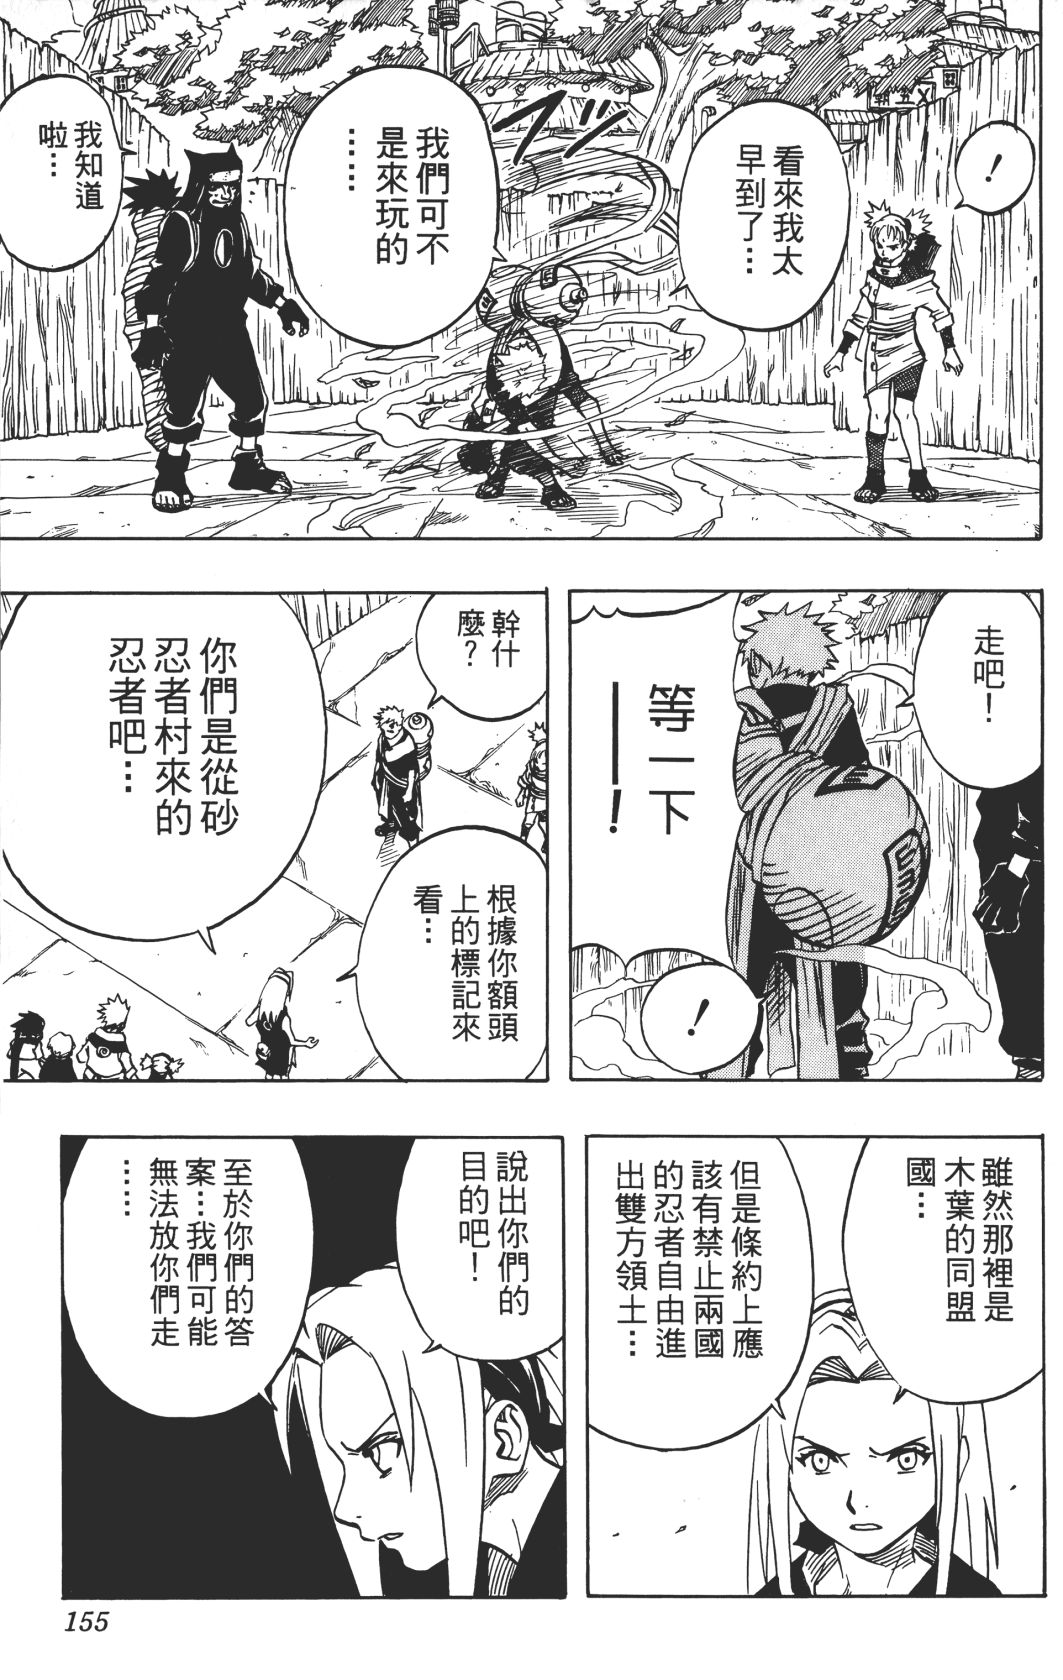 ！
看來我太
早到了…
ブッ
我們可不
是來玩的
……
我知道
啦…
走吧！
等一下
——！
！
幹什
麼？
根據你額頭
上的標記來
看…
你們是從砂
忍者村來的
忍者吧…
雖然那裡是
木葉的同盟
國…
但是條約上應
該有禁止兩國
的忍者自由進
出雙方領土…
說出你們的
目的吧！
至於你們的答
案…我們可能
無法放你們走
……
155